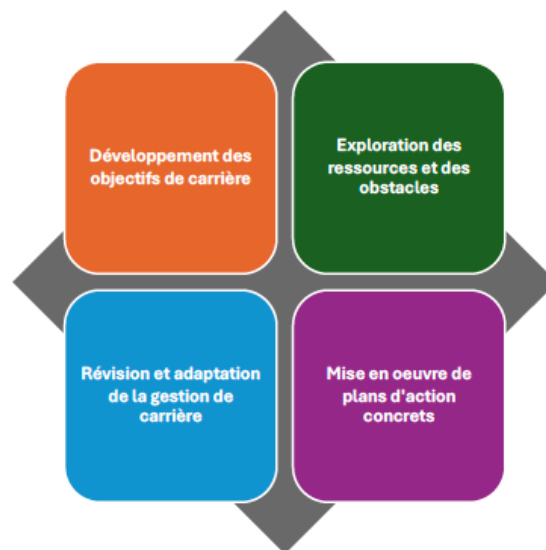 Développement des
objectifs de carrière
Exploration des
ressources et des
obstacles
Révision et adaptation
de la gestion de
carrière
Mise en oeuvre de
plans d'action
concrets